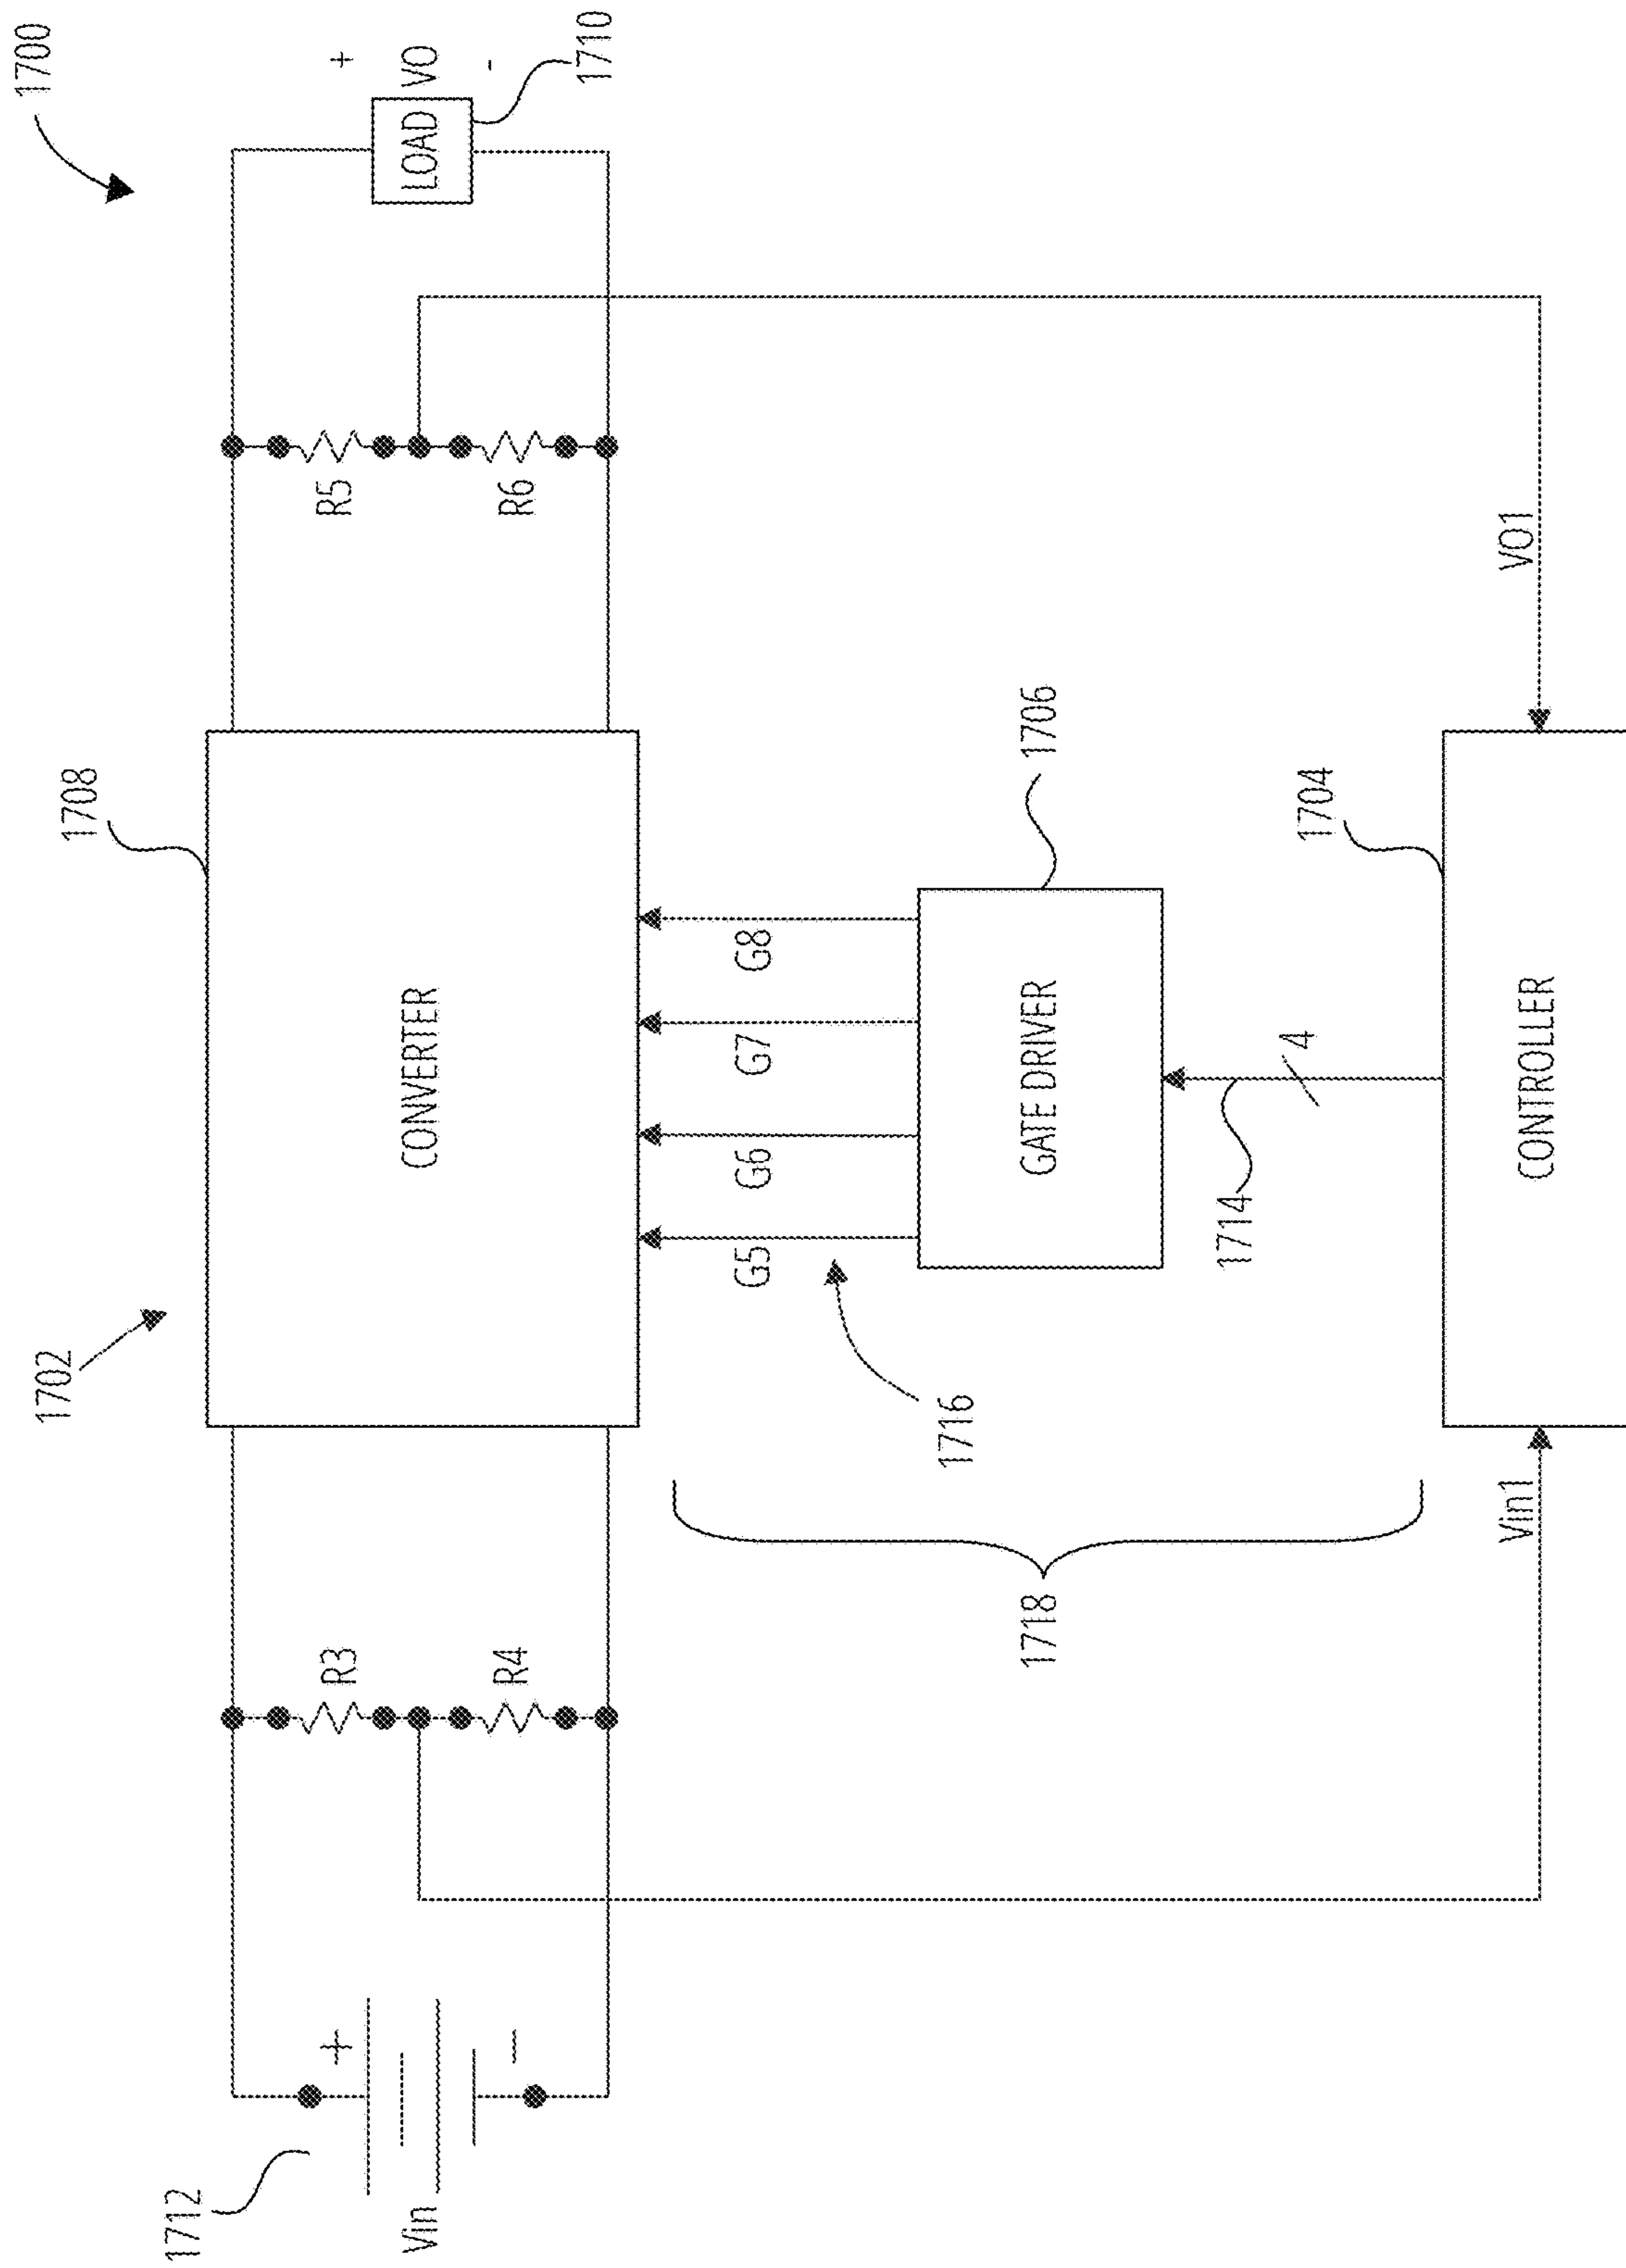 1700
1702
1708
1712
Vin
+
−
R3
R4
CONVERTER
R5
R6
LOAD
+
VO
-
1710
G5
G6
G7
G8
1716
1718
GATE DRIVER
1706
1714
4
1704
Vin1
CONTROLLER
VO1